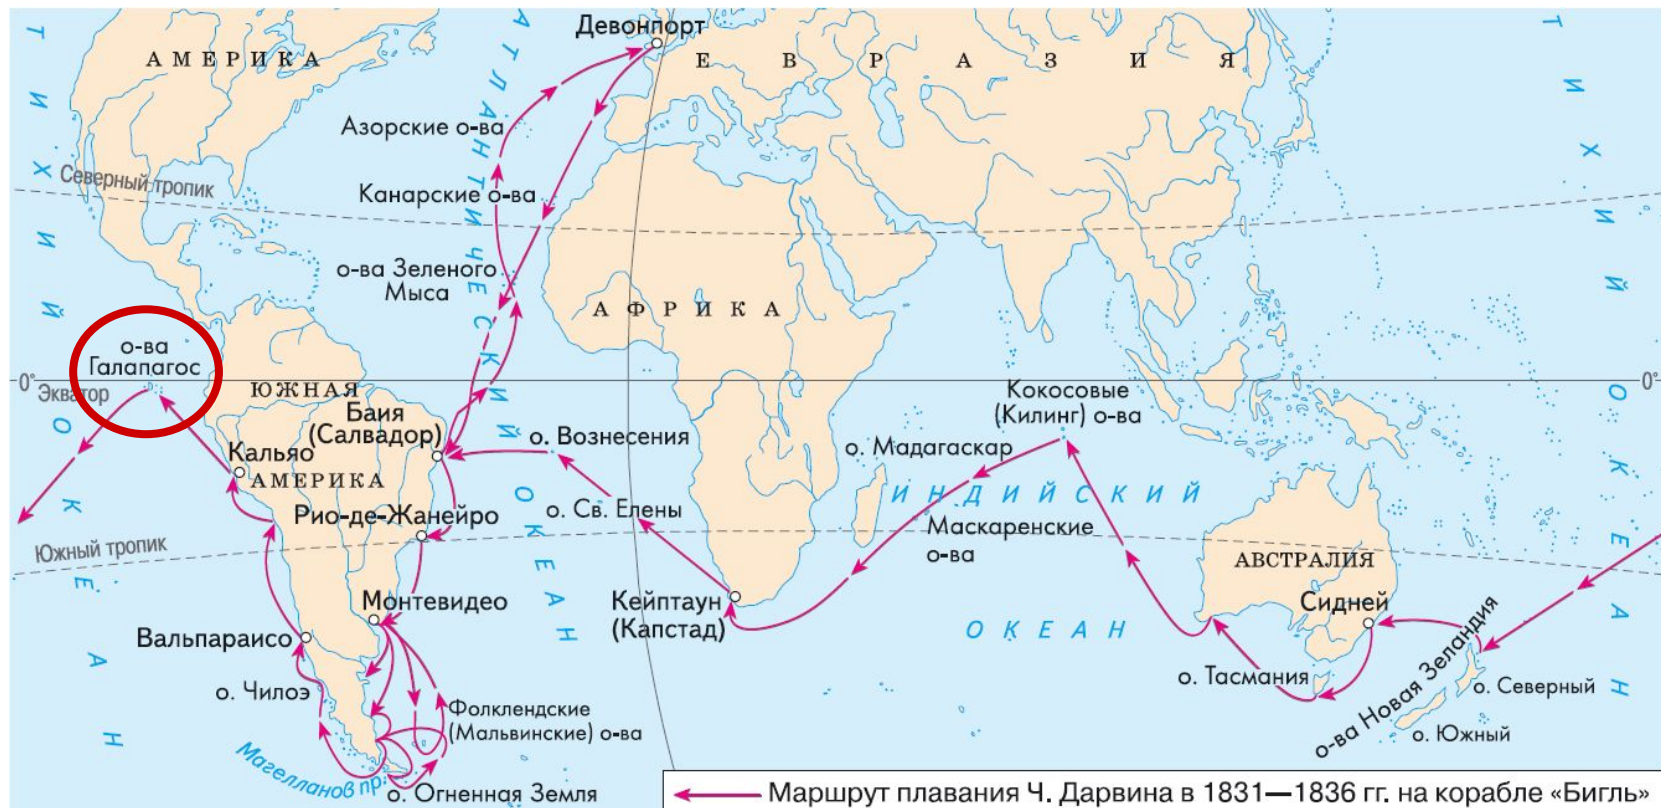 Девонпорт
АМЕРИКА
ЕВРАЗИЯ
ТИХИЙ ОКЕАН
АТЛАНТИЧЕСКИЙ ОКЕАН
ТИХИЙ ОКЕАН
Азорские о-ва
Северный тропик
Канарские о-ва
о-ва Зеленого
Мыса
АФРИКА
о-ва
Галапагос
0°
Экватор
0°
ЮЖНАЯ
АМЕРИКА
Баия
(Салвадор)
Кокосовые
(Килинг) о-ва
Кальяо
о. Вознесения
о. Мадагаскар
ИНДИЙСКИЙ
ОКЕАН
Рио-де-Жанейро
о. Св. Елены
Маскаренские
о-ва
Южный тропик
АВСТРАЛИЯ
Монтевидео
Кейптаун
(Капстад)
Сидней
Вальпараисо
о. Чилоэ
о. Тасмания
о-ва Новая Зеландия
о. Северный
о. Южный
Фолклендские
(Мальвинские) о-ва
Магелланов пр.
о. Огненная Земля
Маршрут плавания Ч. Дарвина в 1831—1836 гг. на корабле «Бигль»